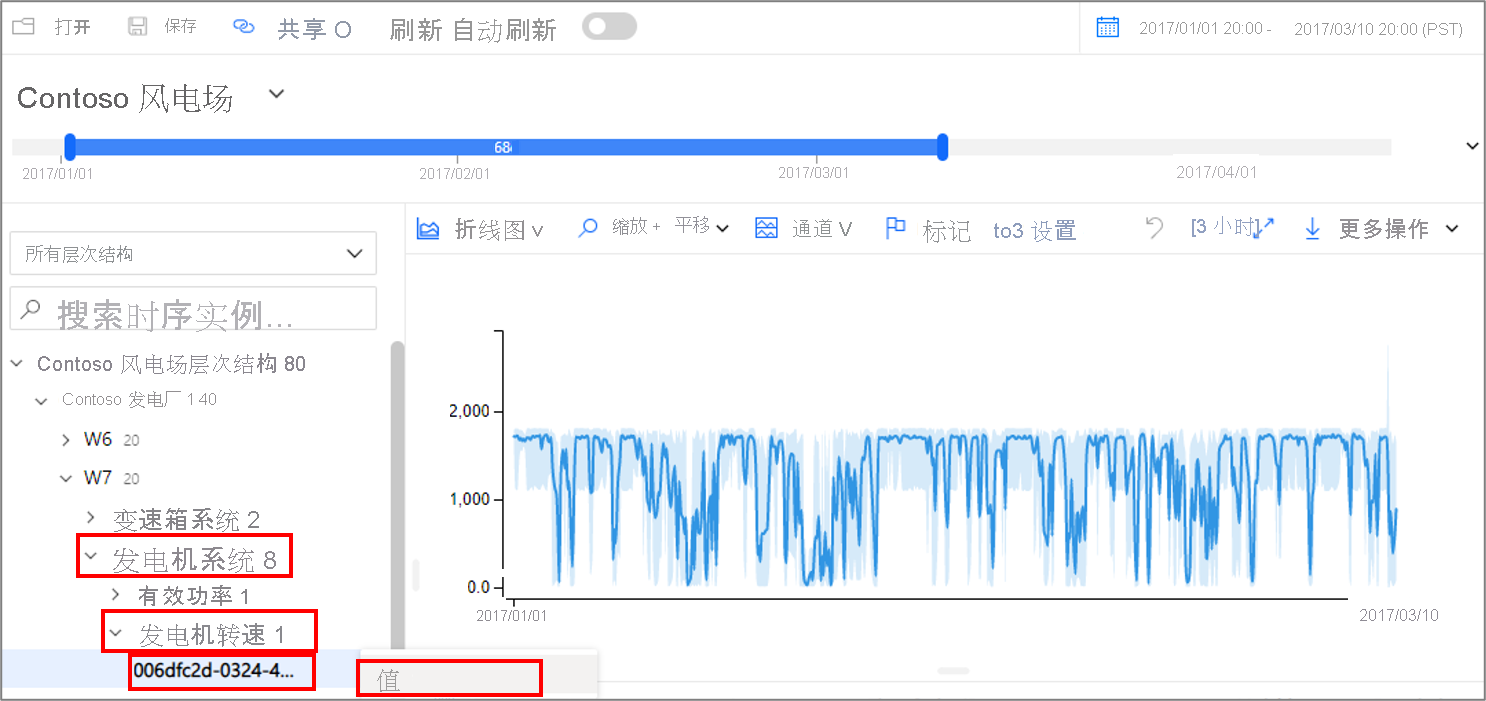 打开 保存 共享 O 刷新 自动刷新 2017/01/01 20:00 - 2017/03/10 20:00 (PST)
Contoso 风电场
68
2017/01/01 2017/02/01 2017/03/01 2017/04/01
折线图 V 缩放 + 平移 通道 V 标记 to3 设置 [3 小时] 更多操作
所有层次结构
搜索时序实例...
Contoso 风电场层次结构 80
Contoso 发电厂 1 40
W6 20
W7 20
变速箱系统 2
发电机系统 8
有效功率 1
发电机转速 1
006dfc2d-0324-4...
值
2,000
1,000
0.0
2017/01/01 2017/03/10